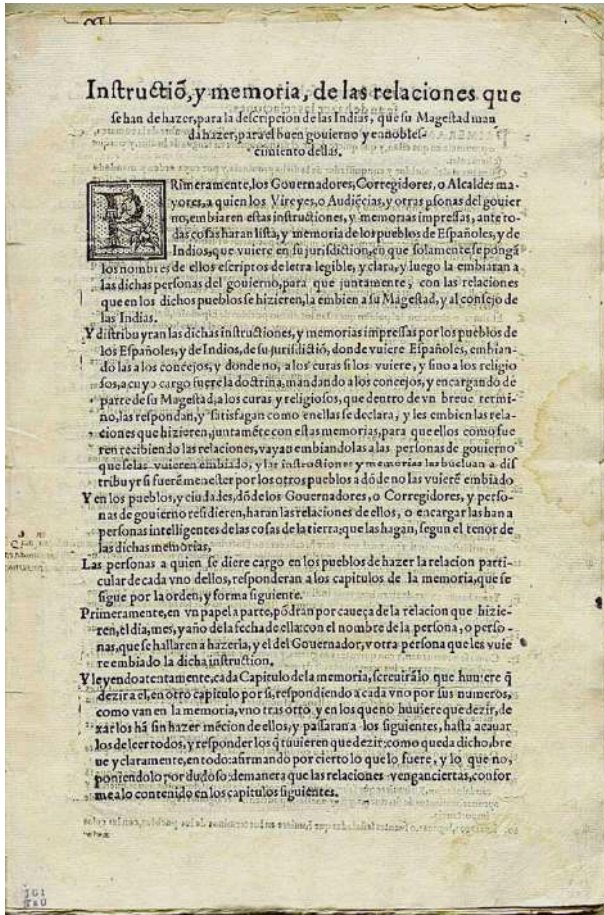 Instructiõ, y memoria, de las relaciones que
se han de hazer, para la descripcion de las Indias, que su Magestad man
da hazer, para el buen gouierno y ennobles-
cimiento dellas.
PRimeramente, los Gouernadores, Corregidores, o Alcaldes ma-
yores, a quien los Vireyes, o Audiẽcias, y otras psonas del gouier
no, embiaren estas instructiones, y memorias impressas, ante to-
das cosas haran lista, y memoria de los pueblos de Españoles, y de
Indios, que vuiere en su jurisdiction, en que solamente se pongã
los nombres de ellos escriptos de letra legible, y clara, y luego la embiaran a
las dichas personas del gouierno, para que juntamente, con las relaciones
que en los dichos pueblos se hizieren, la embien a su Magestad, y al consejo de
las Indias.
Y distribuyran las dichas instructiones, y memorias impressas por los pueblos de
los Españoles, y de Indios, de su jurisdictiõ, donde vuiere Españoles, embian-
do las a los concejos, y donde no, a los curas si los vuiere, y sino a los religio
sos, a cuyo cargo fuere la doctrina, mandando a los concejos, y encargando de
parte de su Magestad, a los curas y religiosos, que dentro de vn breue termi-
no, las respondan, y satisfagan como en ellas se declara, y les embien las rela-
ciones que hizieren, juntamẽte con estas memorias, para que ellos como fue
ren recibiendo las relaciones, vayan embiandolas a las personas de gouierno
que se las vuieren embiado, y las instructiones y memorias las bueluan a dis
tribuyr si fuerẽ menester por los otros pueblos a dõde no las vuierẽ embiado
Y en los pueblos, y ciudades, dõde los Gouernadores, o Corregidores, y perso-
nas de gouierno residieren, haran las relaciones de ellos, o encargar las han a
personas intelligentes de las cosas de la tierra, que las hagan, segun el tenor de
las dichas memorias,
Las personas a quien se diere cargo en los pueblos de hazer la relacion parti-
cular de cada vno dellos, responderan a los capitulos de la memoria, que se
sigue por la orden, y forma siguiente.
Primeramente, en vn papel a parte, põdran por caueça de la relacion que hizie-
ren, el dia, mes, y año de la fecha de ella: con el nombre de la persona, o perso-
nas, que se hallaren a hazerla, y el del Gouernador, v otra persona que les vuie
re embiado la dicha instruction.
Y leyendo atentamente, cada Capitulo de la memoria, screuirã lo que huuiere q̃
dezir a el, en otro capitulo por si, respondiendo a cada vno por sus numeros,
como van en la memoria, vno tras otro, y en los que no huuiere que dezir, de
xar los hã sin hazer mẽcion de ellos, y passaran a los siguientes, hasta acauar
los de leer todos, y responder los q̃ tuuieren que dezir: como queda dicho, bre
ue y claramente, en todo: afirmando por cierto lo que lo fuere, y lo que no,
poniendolo por dudoso: demanera que las relaciones vengan ciertas, confor
me a lo contenido en los capitulos siguientes.